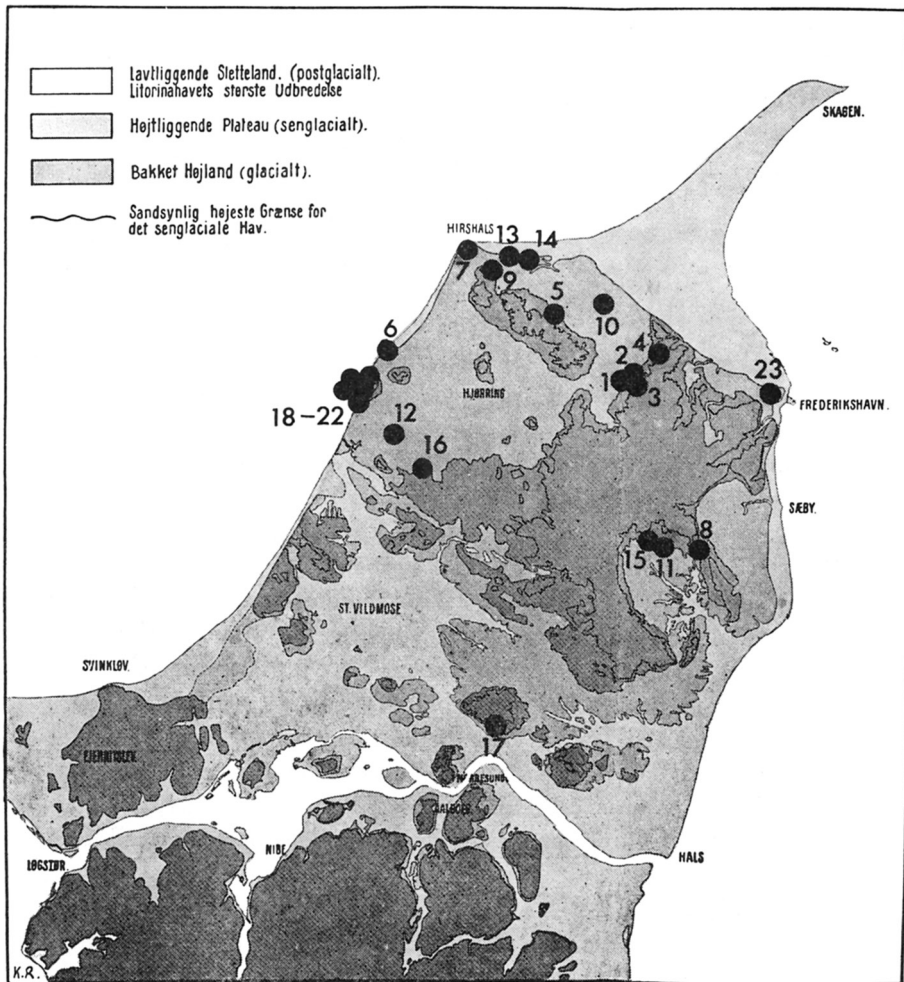 Lavtliggende Sletteland. (postglacialt).
Litorinahavets største Udbredelse
Højtliggende Plateau (senglacialt).
Bakket Højland (glacialt).
Sandsynlig højeste Grænse for
det senglaciale Hav.
SKAGEN.
HIRSHALS
13
14
7
9
5
10
6
4
2
1
3
23
HJØRRING
FREDERIKSHAVN.
18-22
12
16
SÆBY.
15
11
8
ST. VILDMOSE
SVINKLØV.
17
FJERRITSLEV.
NIBE
HALS
LØGSTØR.
K.R.